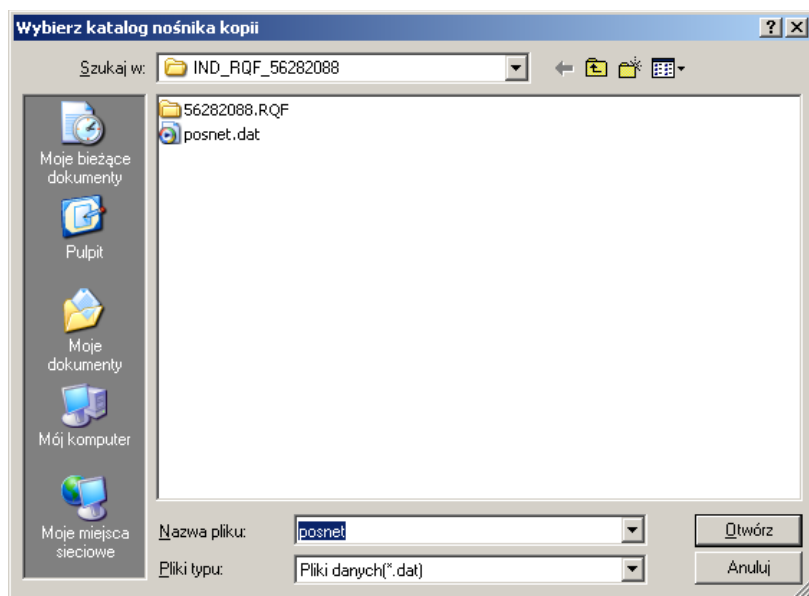 Wybierz katalog nośnika kopii
Szukaj w:
IND_RQF_56282088
56282088.RQF
posnet.dat
Moje bieżące
dokumenty
Pulpit
Moje
dokumenty
Mój komputer
Moje miejsca
sieciowe
Nazwa pliku:
posnet
Otwórz
Pliki typu:
Pliki danych(*.dat)
Anuluj